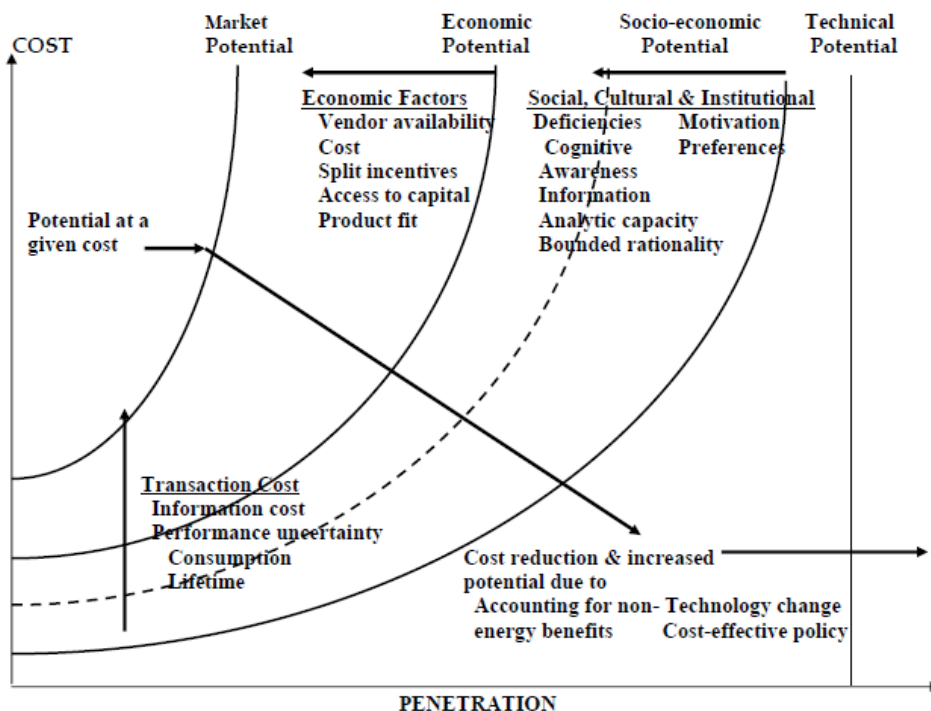 COST
Market
Potential
Economic
Potential
Socio-economic
Potential
Technical
Potential
Economic Factors
Vendor availability
Cost
Split incentives
Access to capital
Product fit
Social, Cultural & Institutional
Deficiencies Motivation
Cognitive Preferences
Awareness
Information
Analytic capacity
Bounded rationality
Potential at a
given cost
Transaction Cost
Information cost
Performance uncertainty
Consumption
Lifetime
Cost reduction & increased
potential due to
Accounting for non- Technology change
energy benefits Cost-effective policy
PENETRATION